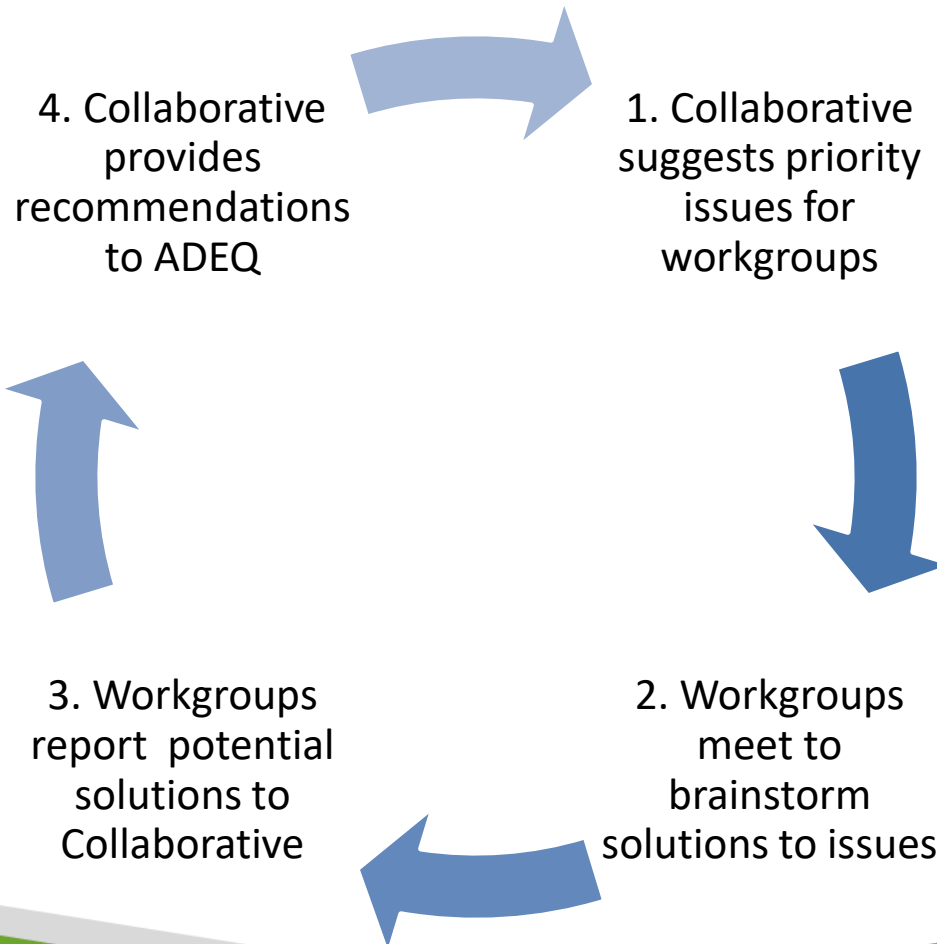 1. Collaborative
suggests priority
issues for
workgroups
2. Workgroups
meet to
brainstorm
solutions to issues
3. Workgroups
report  potential
solutions to
Collaborative
4. Collaborative
provides
recommendations
to ADEQ